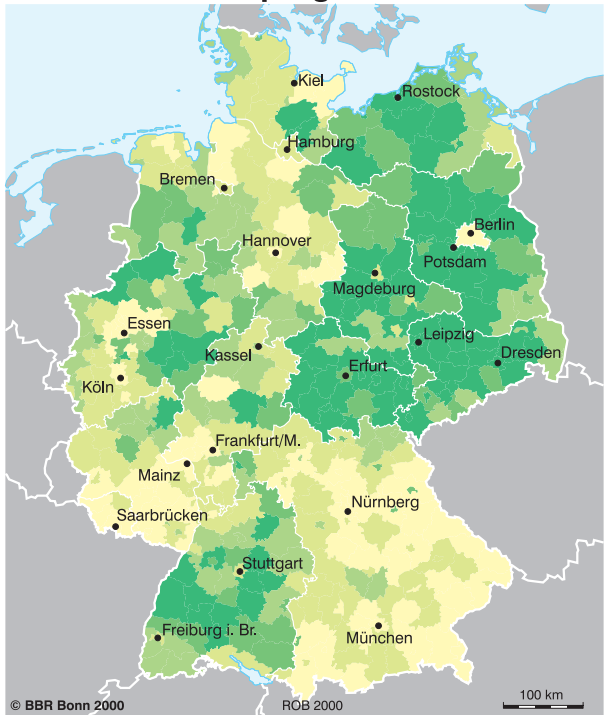 Kiel
Rostock
Hamburg
Bremen
Berlin
Hannover
Potsdam
Magdeburg
Essen
Leipzig
Kassel
Dresden
Erfurt
Köln
Frankfurt/M.
Mainz
Nürnberg
Saarbrücken
Stuttgart
Freiburg i. Br.
München
100 km
© BBR Bonn 2000
ROB 2000